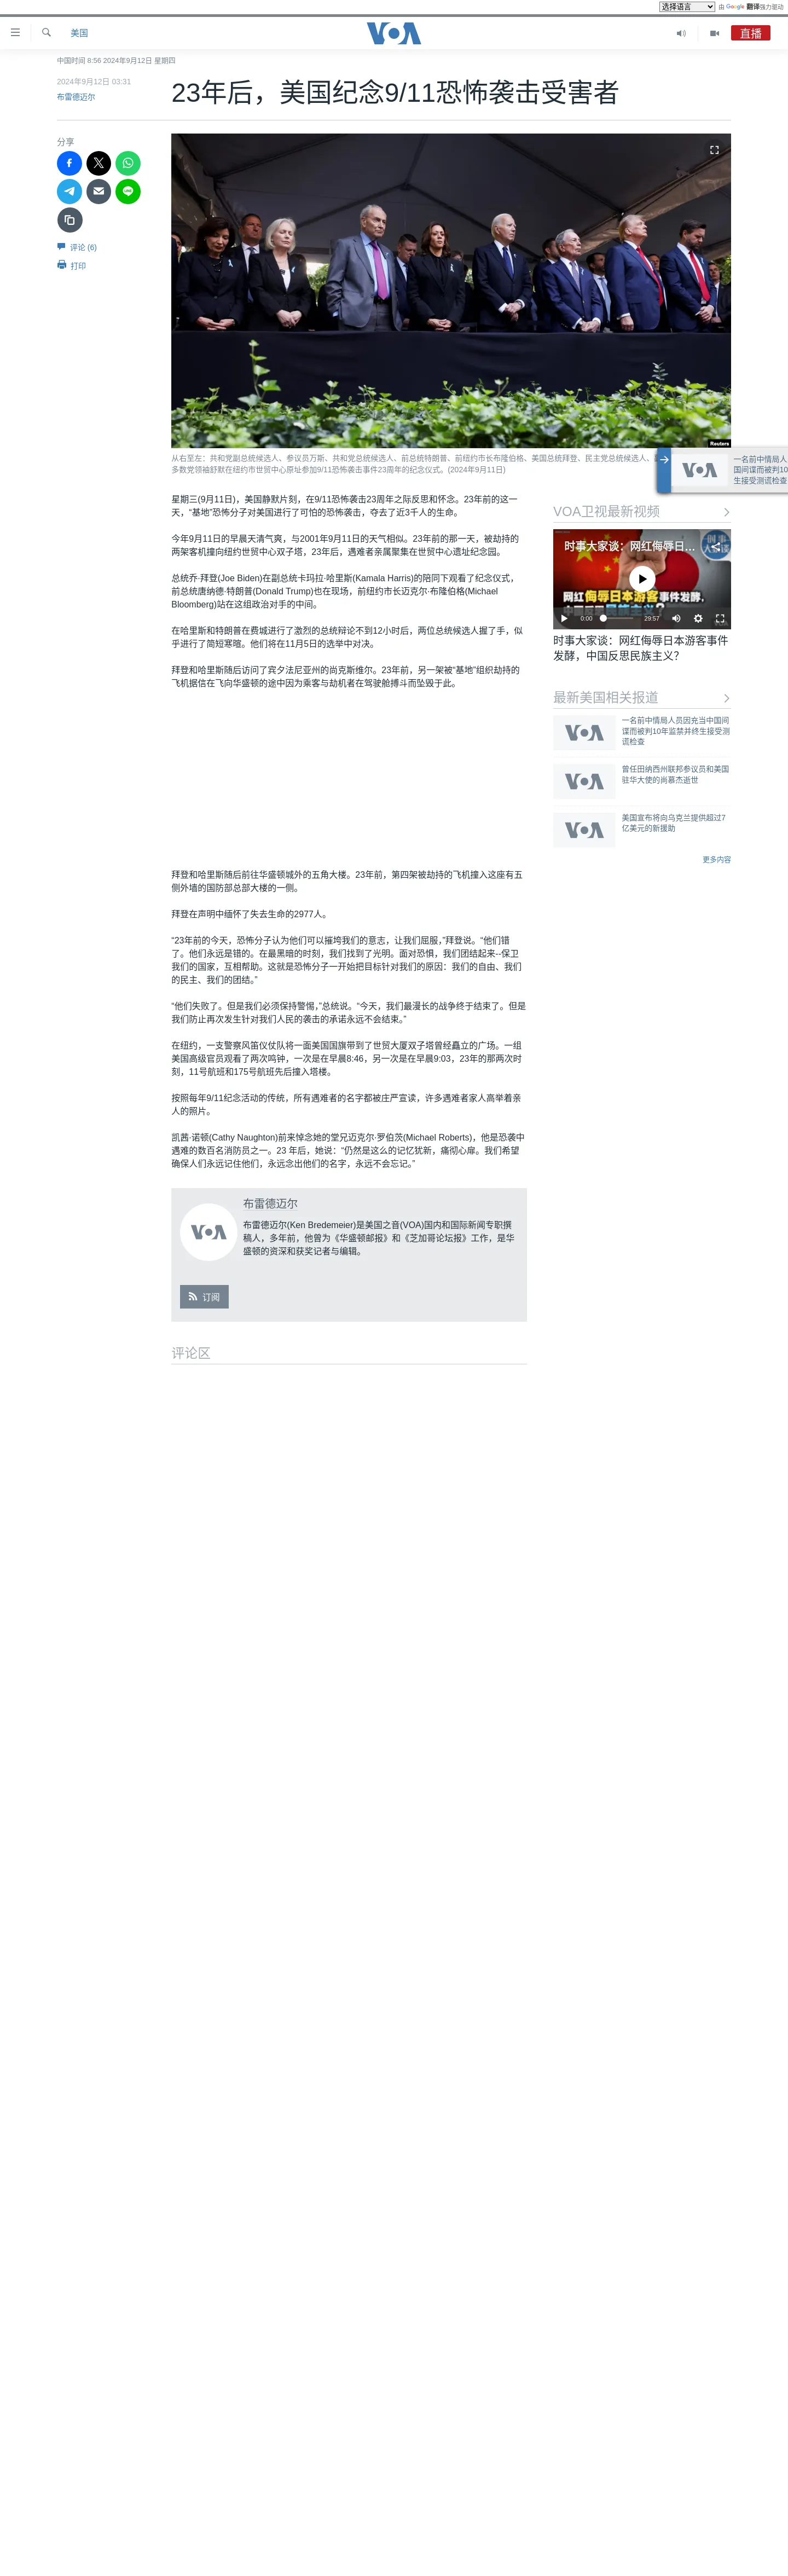 选择语言 由 Google 翻译强力驱动
美国
VOA
直播
中国时间 8:56 2024年9月12日 星期四
2024年9月12日 03:31
布雷德迈尔
23年后，美国纪念9/11恐怖袭击受害者
分享
评论 (6)
打印
Reuters
从右至左：共和党副总统候选人、参议员万斯、共和党总统候选人、前总统特朗普、前纽约市长布隆伯格、美国总统拜登、民主党总统候选人、
多数党领袖舒默在纽约市世贸中心原址参加9/11恐怖袭击事件23周年的纪念仪式。(2024年9月11日)
VOA
一名前中情局人
国间谍而被判10
生接受测谎检查
星期三(9月11日)，美国静默片刻，在9/11恐怖袭击23周年之际反思和怀念。23年前的这一
天，“基地”恐怖分子对美国进行了可怕的恐怖袭击，夺去了近3千人的生命。
今年9月11日的早晨天清气爽，与2001年9月11日的天气相似。23年前的那一天，被劫持的
两架客机撞向纽约世贸中心双子塔，23年后，遇难者亲属聚集在世贸中心遗址纪念园。
总统乔·拜登(Joe Biden)在副总统卡玛拉·哈里斯(Kamala Harris)的陪同下观看了纪念仪式，
前总统唐纳德·特朗普(Donald Trump)也在现场，前纽约市长迈克尔·布隆伯格(Michael
Bloomberg)站在这组政治对手的中间。
在哈里斯和特朗普在费城进行了激烈的总统辩论不到12小时后，两位总统候选人握了手，似
乎进行了简短寒暄。他们将在11月5日的选举中对决。
拜登和哈里斯随后访问了宾夕法尼亚州的尚克斯维尔。23年前，另一架被“基地”组织劫持的
飞机据信在飞向华盛顿的途中因为乘客与劫机者在驾驶舱搏斗而坠毁于此。
拜登和哈里斯随后前往华盛顿城外的五角大楼。23年前，第四架被劫持的飞机撞入这座有五
侧外墙的国防部总部大楼的一侧。
拜登在声明中缅怀了失去生命的2977人。
“23年前的今天，恐怖分子认为他们可以摧垮我们的意志，让我们屈服，”拜登说。“他们错
了。他们永远是错的。在最黑暗的时刻，我们找到了光明。面对恐惧，我们团结起来--保卫
我们的国家，互相帮助。这就是恐怖分子一开始把目标针对我们的原因：我们的自由、我们
的民主、我们的团结。”
“他们失败了。但是我们必须保持警惕，”总统说。“今天，我们最漫长的战争终于结束了。但是
我们防止再次发生针对我们人民的袭击的承诺永远不会结束。”
在纽约，一支警察风笛仪仗队将一面美国国旗带到了世贸大厦双子塔曾经矗立的广场。一组
美国高级官员观看了两次鸣钟，一次是在早晨8:46，另一次是在早晨9:03，23年的那两次时
刻，11号航班和175号航班先后撞入塔楼。
按照每年9/11纪念活动的传统，所有遇难者的名字都被庄严宣读，许多遇难者家人高举着亲
人的照片。
凯茜·诺顿(Cathy Naughton)前来悼念她的堂兄迈克尔·罗伯茨(Michael Roberts)，他是恐袭中
遇难的数百名消防员之一。23 年后，她说：“仍然是这么的记忆犹新，痛彻心扉。我们希望
确保人们永远记住他们，永远念出他们的名字，永远不会忘记。”
VOA
布雷德迈尔
布雷德迈尔(Ken Bredemeier)是美国之音(VOA)国内和国际新闻专职撰
稿人，多年前，他曾为《华盛顿邮报》和《芝加哥论坛报》工作，是华
盛顿的资深和获奖记者与编辑。
订阅
评论区
VOA卫视最新视频
时事大家谈：网红侮辱日...
时事
大家谈
网红侮辱日本游客事件发酵，
0:00
29:57
时事大家谈：网红侮辱日本游客事件
发酵，中国反思民族主义？
最新美国相关报道
VOA
一名前中情局人员因充当中国间
谍而被判10年监禁并终生接受测
谎检查
VOA
曾任田纳西州联邦参议员和美国
驻华大使的尚慕杰逝世
VOA
美国宣布将向乌克兰提供超过7
亿美元的新援助
更多内容